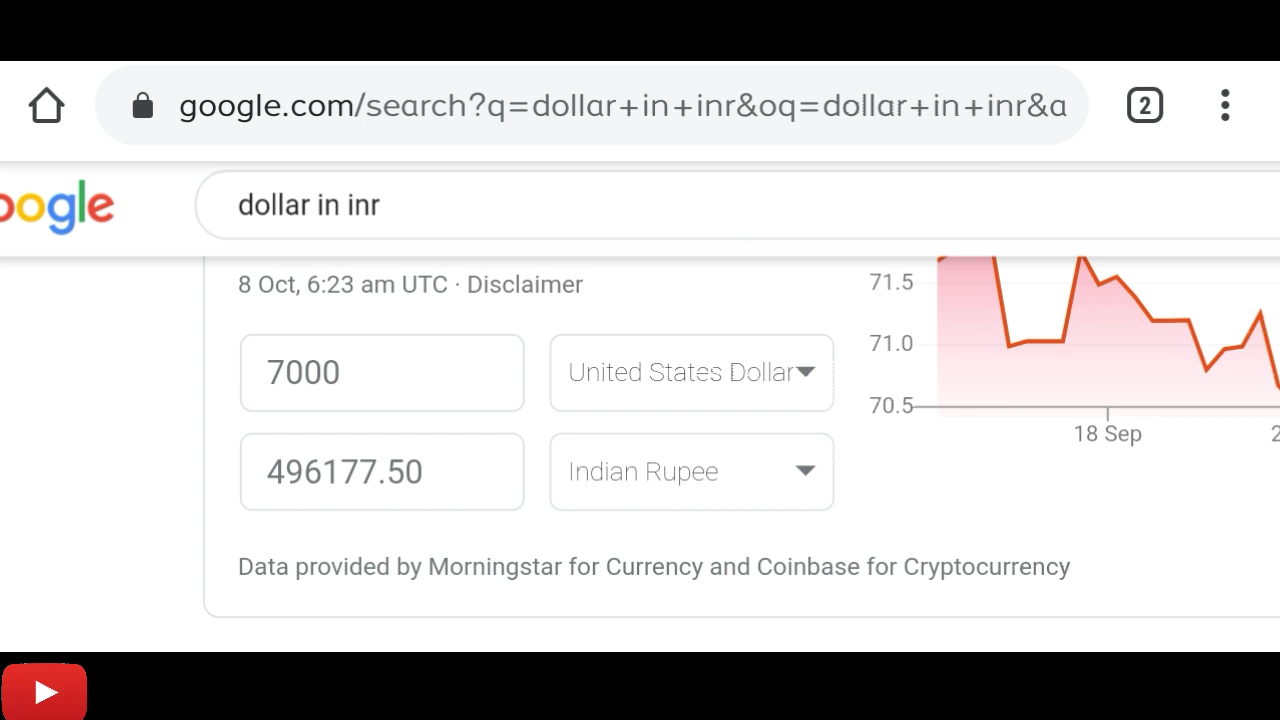 google.com/search?q=dollar+in+inr&oq=dollar+in+inr&a
2
oogle
dollar in inr
8 Oct, 6:23 am UTC · Disclaimer
7000
United States Dollar
496177.50
Indian Rupee
71.5
71.0
70.5
18 Sep
2
Data provided by Morningstar for Currency and Coinbase for Cryptocurrency